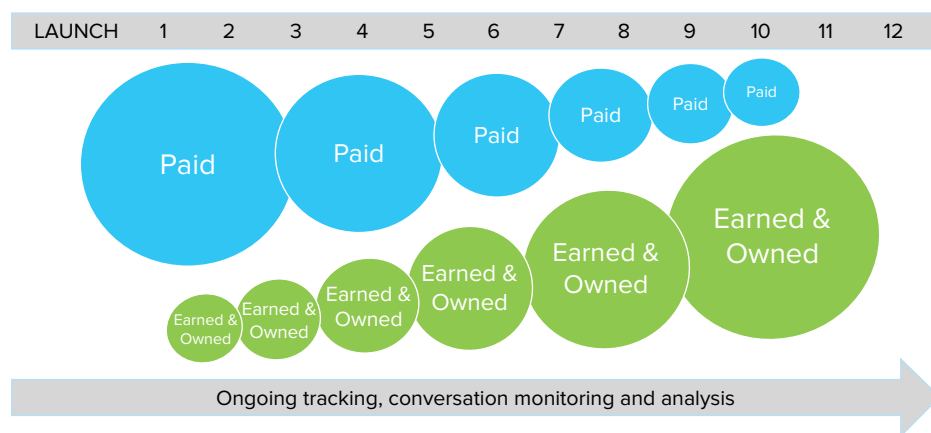 LAUNCH 1 2 3 4 5 6 7 8 9 10 11 12
Paid
Paid
Paid
Paid
Paid
Paid
Earned &
Owned
Earned &
Owned
Earned &
Owned
Earned &
Owned
Earned &
Owned
Earned &
Owned
Ongoing tracking, conversation monitoring and analysis